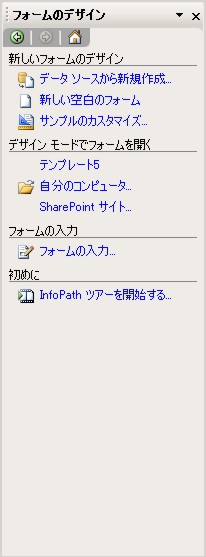 フォームのデザイン
新しいフォームのデザイン
データ ソースから新規作成...
新しい空白のフォーム
サンプルのカスタマイズ...
デザイン モードでフォームを開く
テンプレート5
自分のコンピュータ...
SharePoint サイト...
フォームの入力
フォームの入力...
初めに
InfoPath ツアーを開始する...